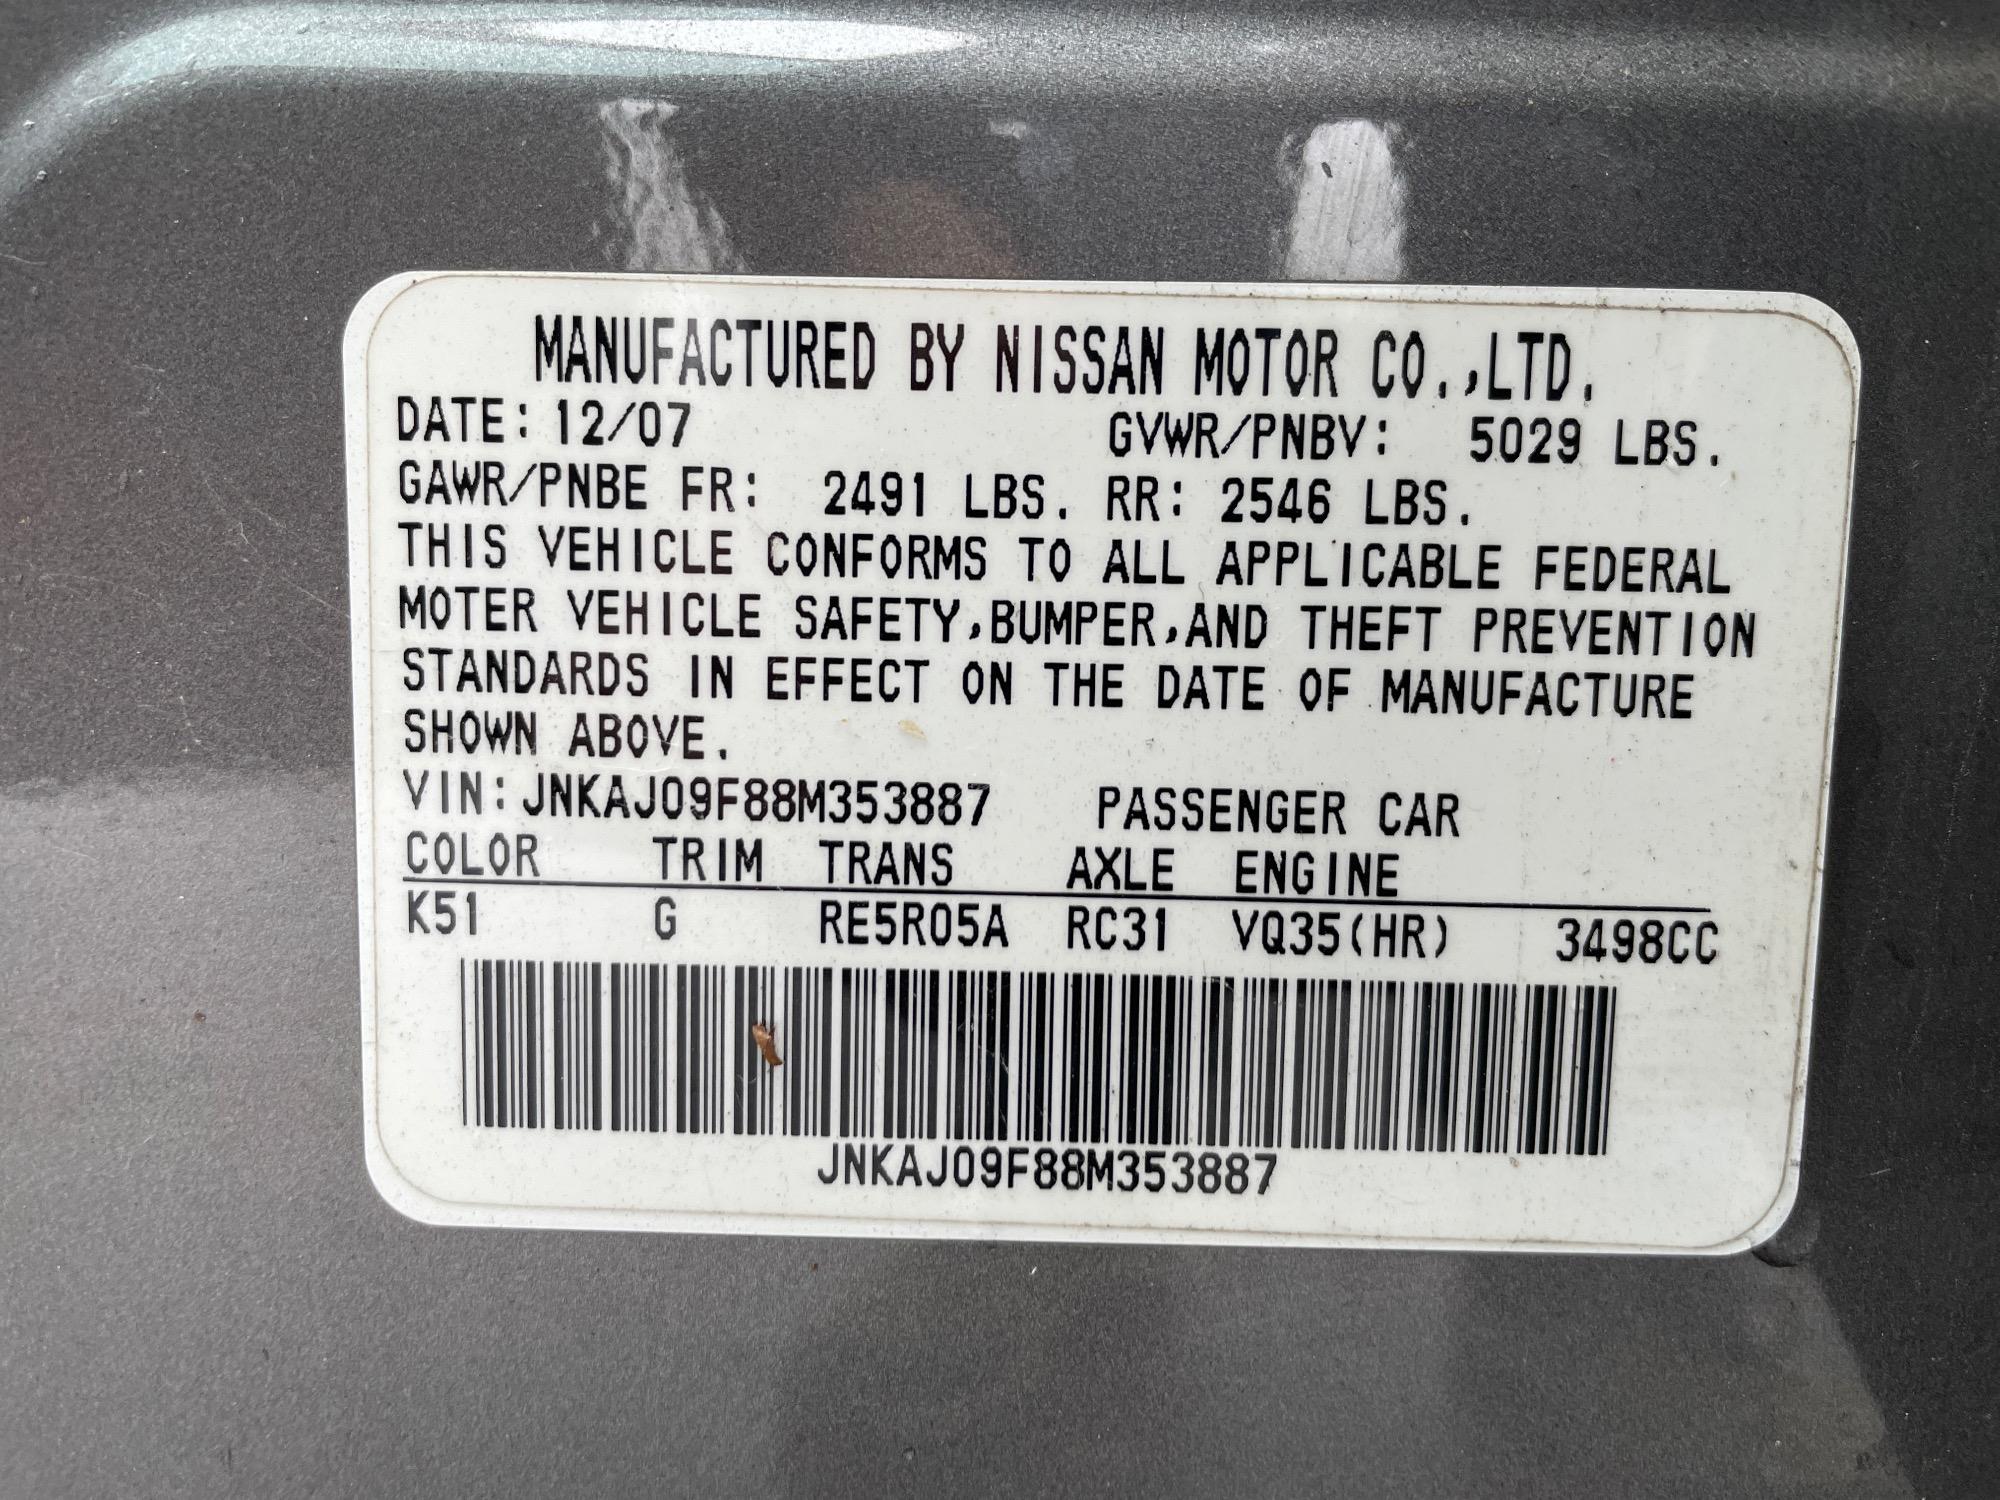 MANUFACTURED BY NISSAN MOTOR CO.,LTD.
DATE: 12/07 GVWR/PNBV: 5029 LBS.
GAWR/PNBE FR: 2491 LBS. RR: 2546 LBS.
THIS VEHICLE CONFORMS TO ALL APPLICABLE FEDERAL
MOTER VEHICLE SAFETY,BUMPER,AND THEFT PREVENTION
STANDARDS IN EFFECT ON THE DATE OF MANUFACTURE
SHOWN ABOVE.
VIN: JNKAJ09F88M353887 PASSENGER CAR
COLOR TRIM TRANS AXLE ENGINE
K51 G RE5R05A RC31 VQ35(HR) 3498CC
JNKAJ09F88M353887